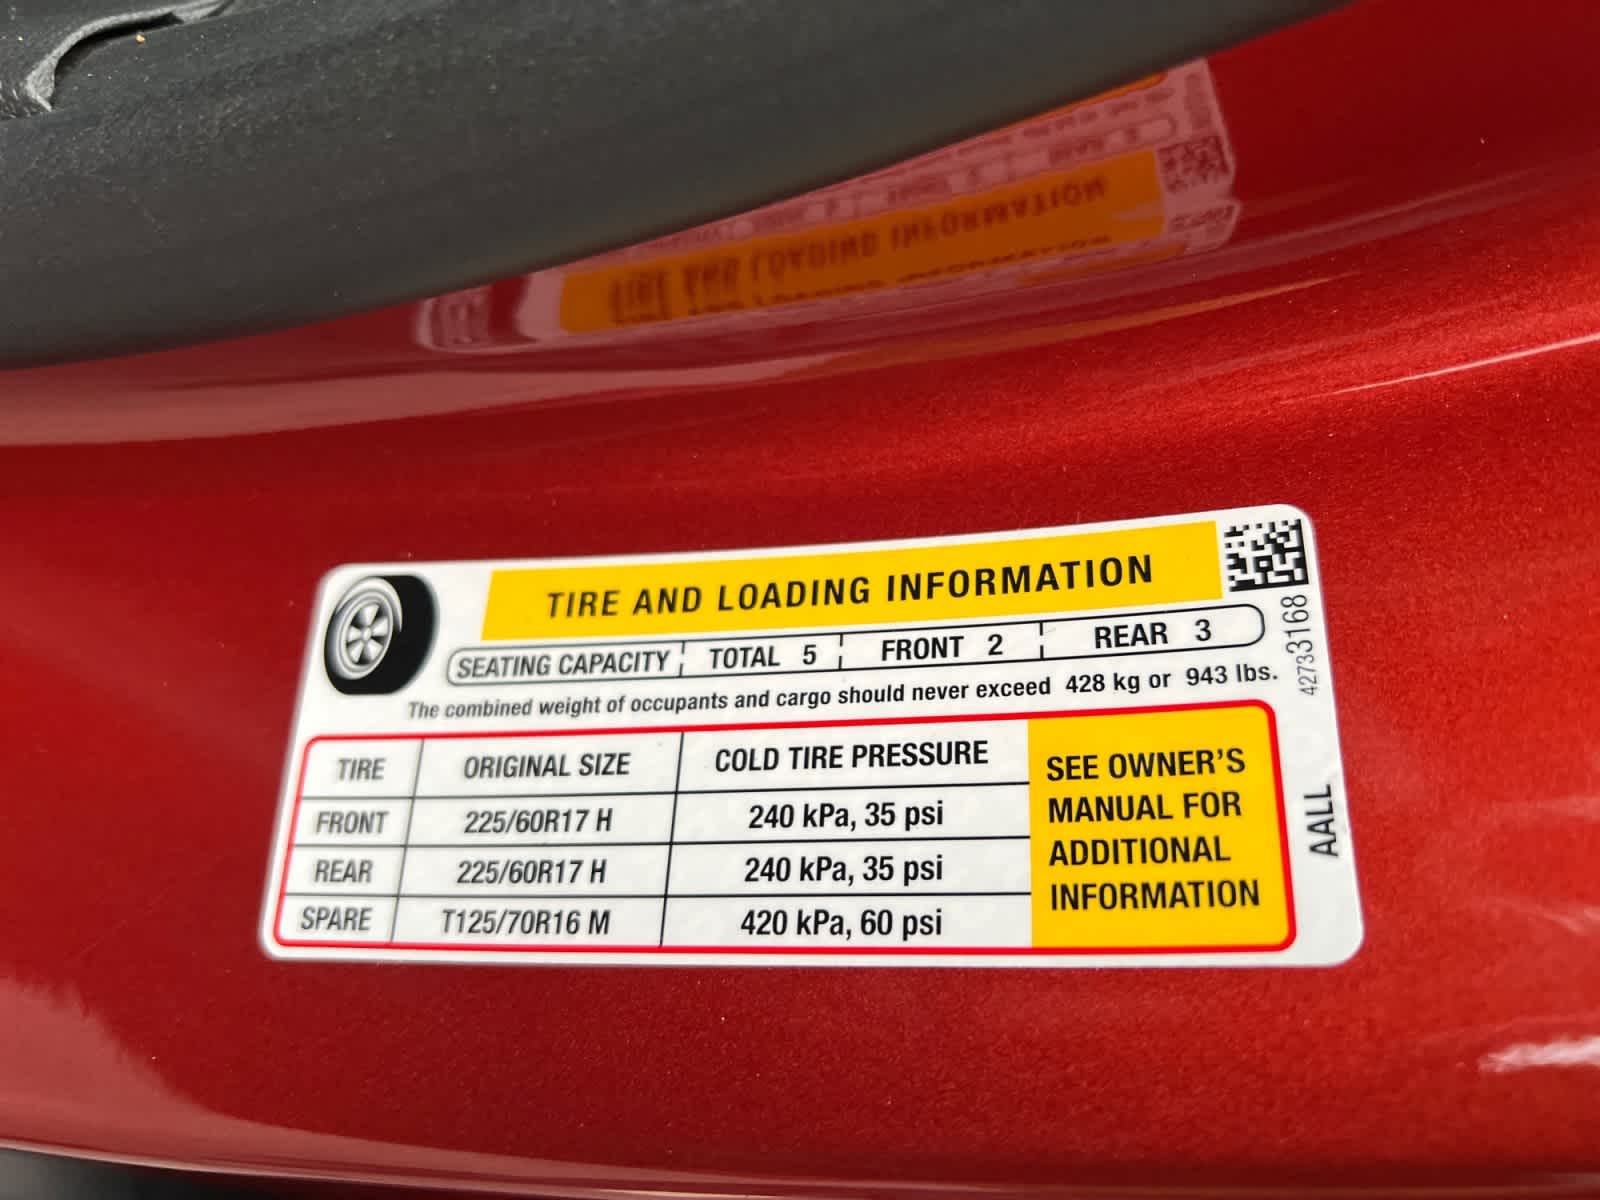 TIRE AND LOADING INFORMATION
SEATING CAPACITY TOTAL 5 FRONT 2 REAR 3
The combined weight of occupants and cargo should never exceed 428 kg or 943 lbs.
TIRE ORIGINAL SIZE COLD TIRE PRESSURE
FRONT 225/60R17 H 240 kPa, 35 psi
REAR 225/60R17 H 240 kPa, 35 psi
SPARE T125/70R16 M 420 kPa, 60 psi
SEE OWNER'S
MANUAL FOR
ADDITIONAL
INFORMATION
42733168
AALL